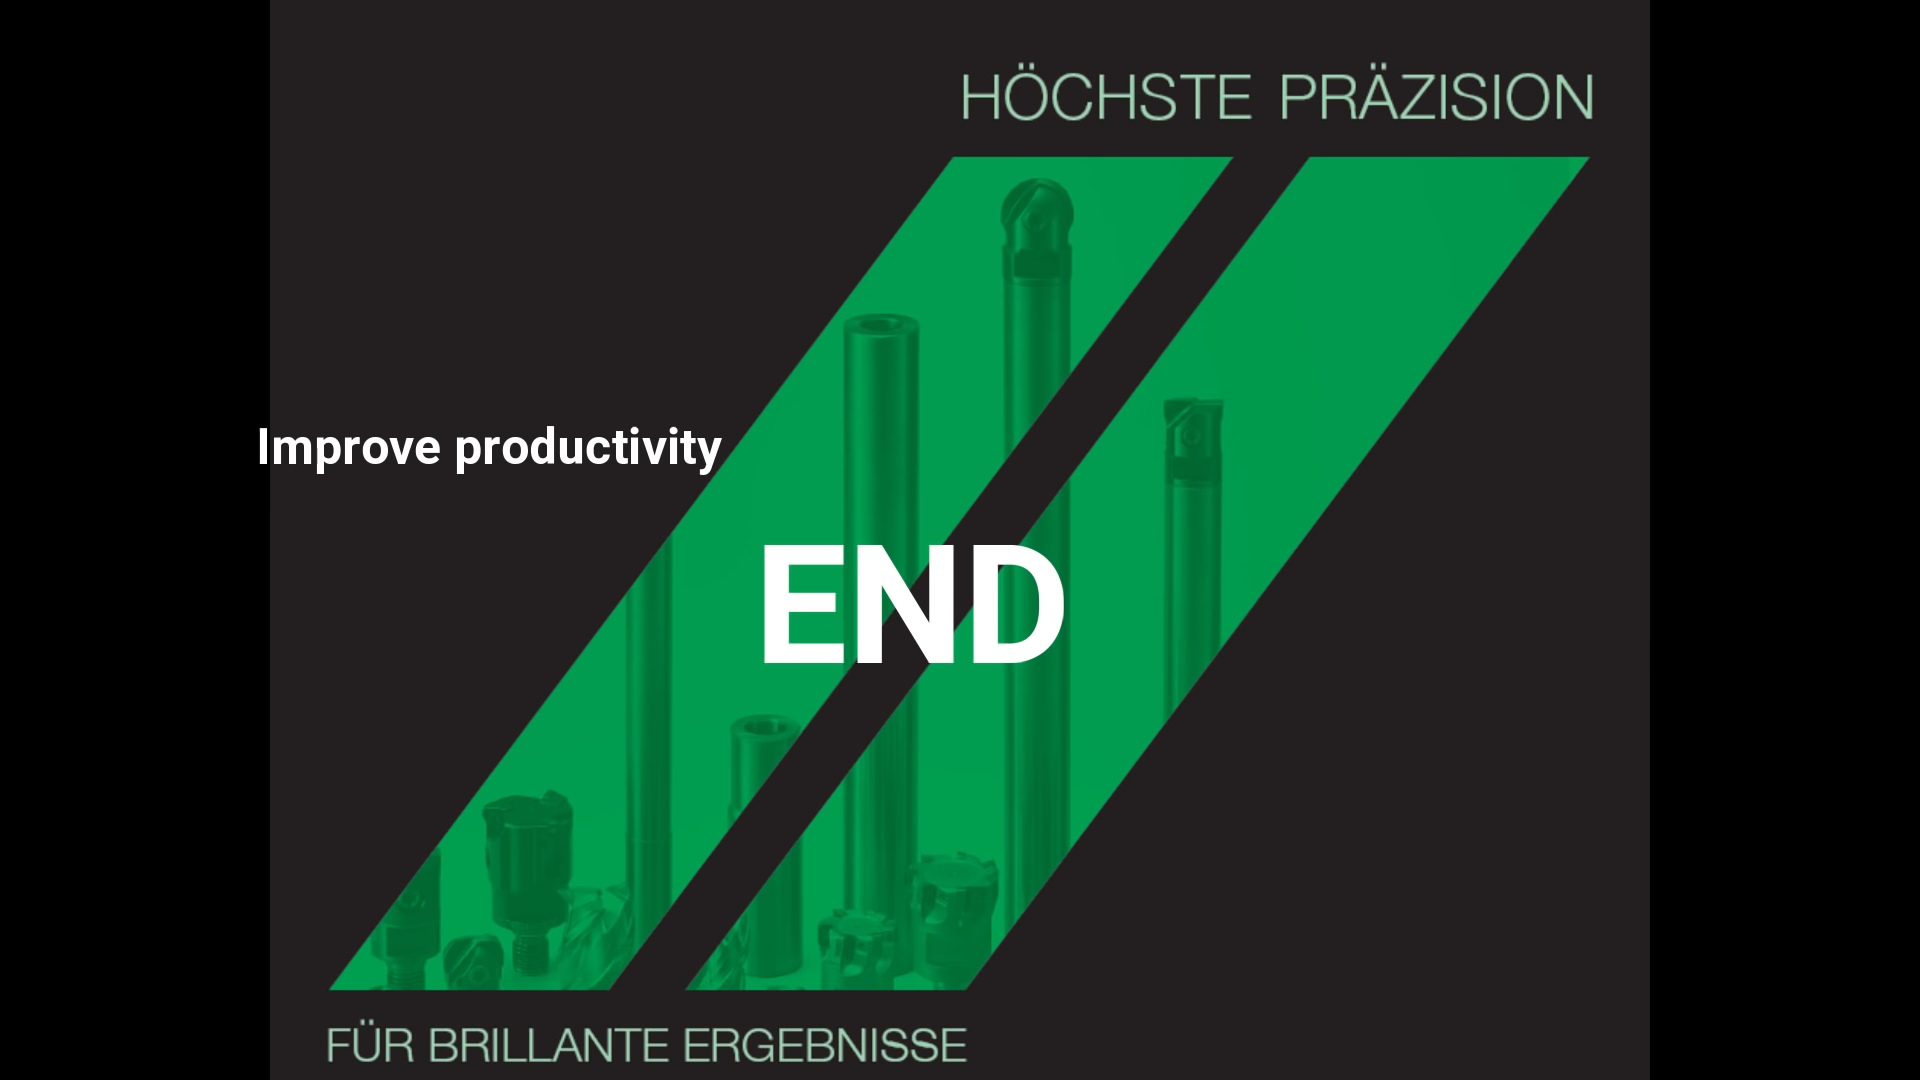 HÖCHSTE PRÄZISION
Improve productivity
END
FÜR BRILLANTE ERGEBNISSE